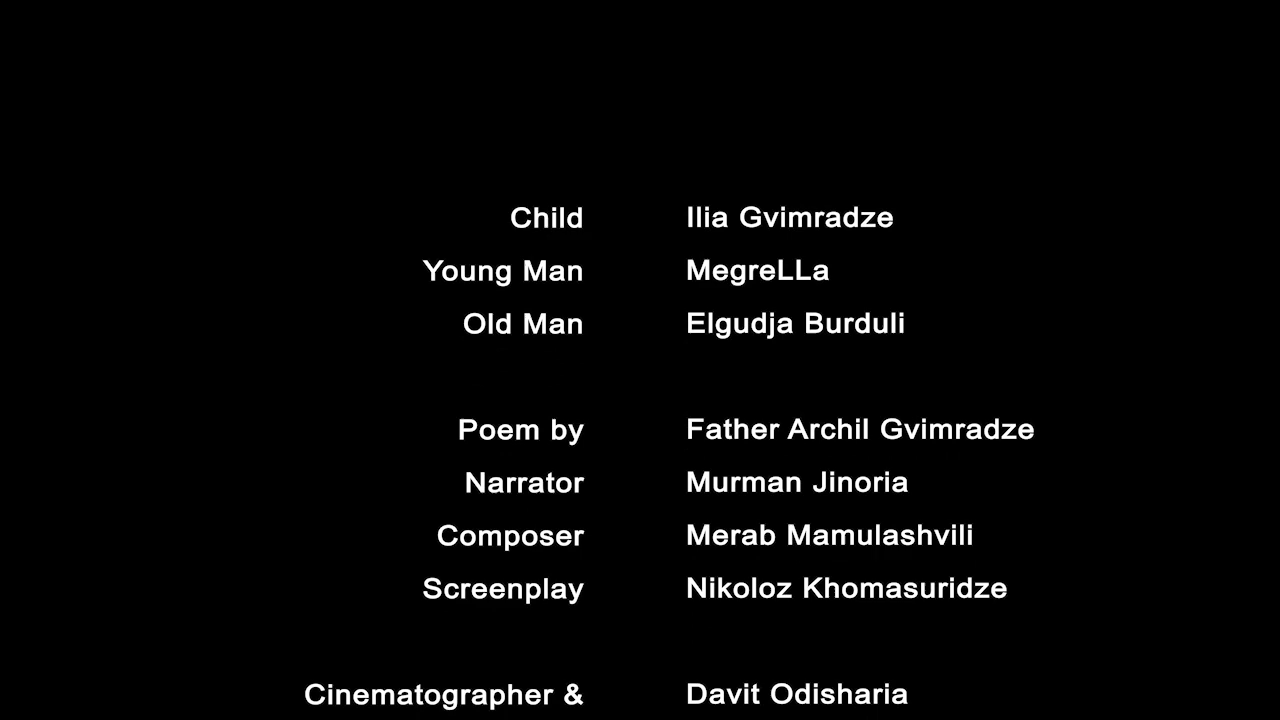 Child Ilia Gvimradze
Young Man MegreLLa
Old Man Elgudja Burduli
Poem by Father Archil Gvimradze
Narrator Murman Jinoria
Composer Merab Mamulashvili
Screenplay Nikoloz Khomasuridze
Cinematographer & Davit Odisharia